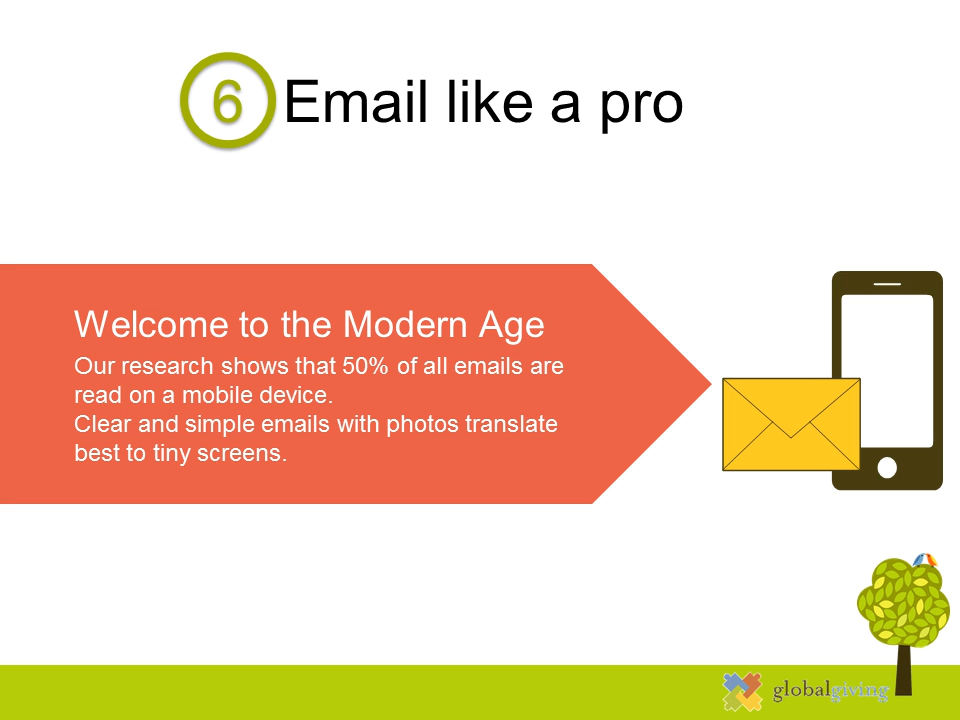 6 Email like a pro
Welcome to the Modern Age
Our research shows that 50% of all emails are
read on a mobile device.
Clear and simple emails with photos translate
best to tiny screens.
globalgiving